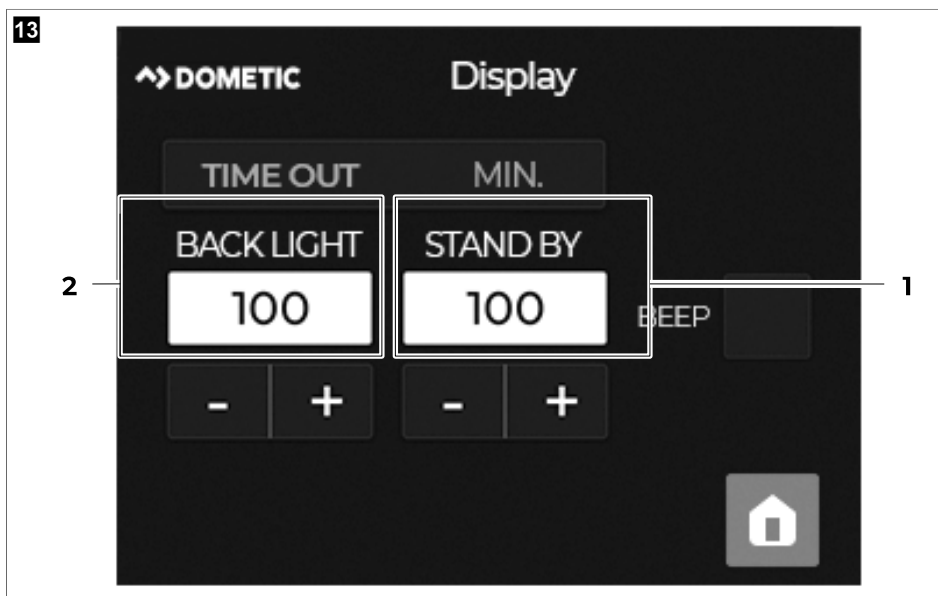 13
DOMETIC Display
TIME OUT MIN.
BACK LIGHT STAND BY
2 100 100 BEEP 1
- + - +